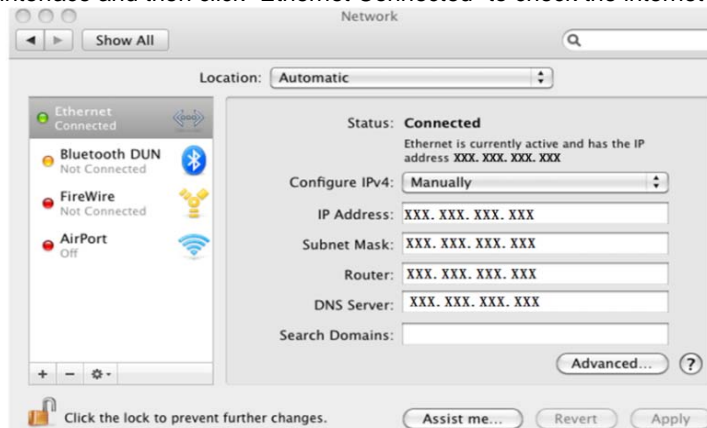 interface and then click "Ethernet Connected" to check the internet
Network
Show All
Location: Automatic
Ethernet
Connected
Bluetooth DUN
Not Connected
FireWire
Not Connected
AirPort
Off
Status: Connected
Ethernet is currently active and has the IP
address XXX. XXX. XXX. XXX
Configure IPv4: Manually
IP Address: XXX. XXX. XXX. XXX
Subnet Mask: XXX. XXX. XXX. XXX
Router: XXX. XXX. XXX. XXX
DNS Server: XXX. XXX. XXX. XXX
Search Domains:
Advanced... ?
Click the lock to prevent further changes.
Assist me... Revert Apply